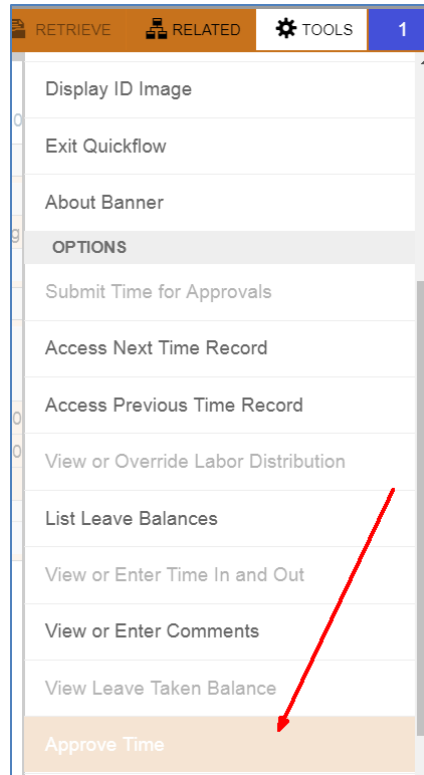 RETRIEVE RELATED TOOLS 1
Display ID Image
Exit Quickflow
About Banner
OPTIONS
Submit Time for Approvals
Access Next Time Record
Access Previous Time Record
View or Override Labor Distribution
List Leave Balances
View or Enter Time In and Out
View or Enter Comments
View Leave Taken Balance
Approve Time